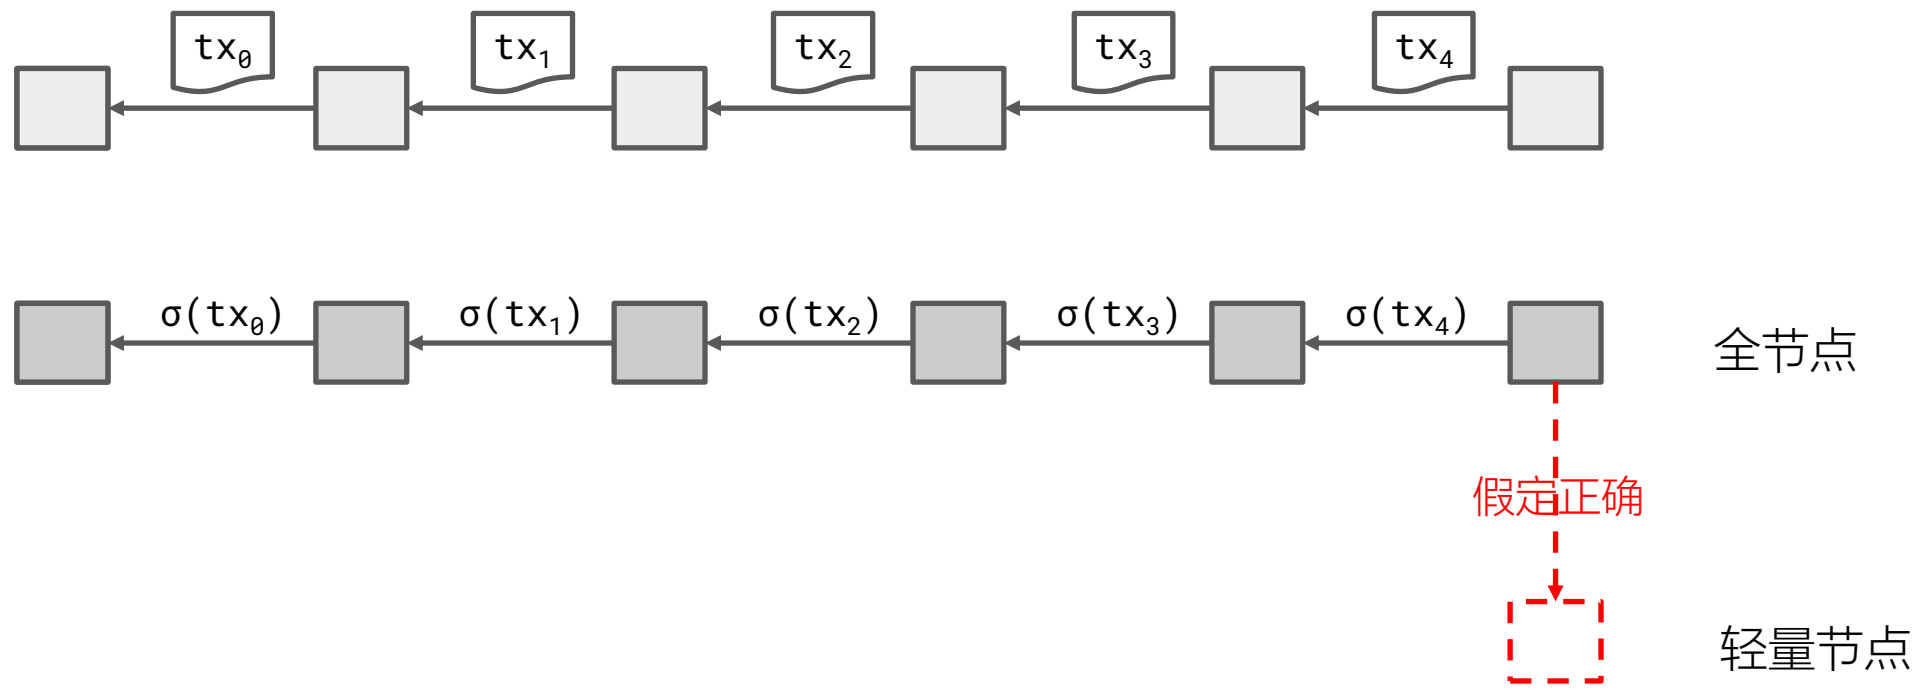 tx₀ tx₁ tx₂ tx₃ tx₄
σ(tx₀) σ(tx₁) σ(tx₂) σ(tx₃) σ(tx₄)
全节点
假定正确
轻量节点